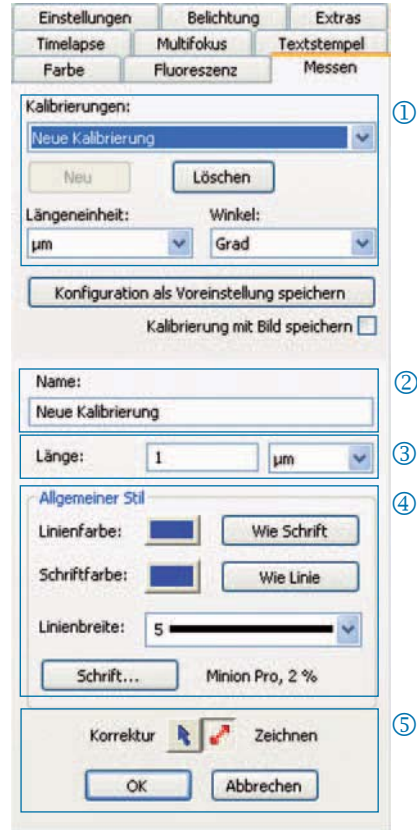 Einstellungen Belichtung Extras
Timelapse Multifokus Textstempel
Farbe Fluoreszenz Messen
Kalibrierungen: ①
Neue Kalibrierung
Neu Löschen
Längeneinheit: Winkel:
µm Grad
Konfiguration als Voreinstellung speichern
Kalibrierung mit Bild speichern
Name: ②
Neue Kalibrierung
Länge: 1 µm ③
Allgemeiner Stil ④
Linienfarbe: Wie Schrift
Schriftfarbe: Wie Linie
Linienbreite: 5
Schrift... Minion Pro, 2 %
Korrektur Zeichnen ⑤
OK Abbrechen